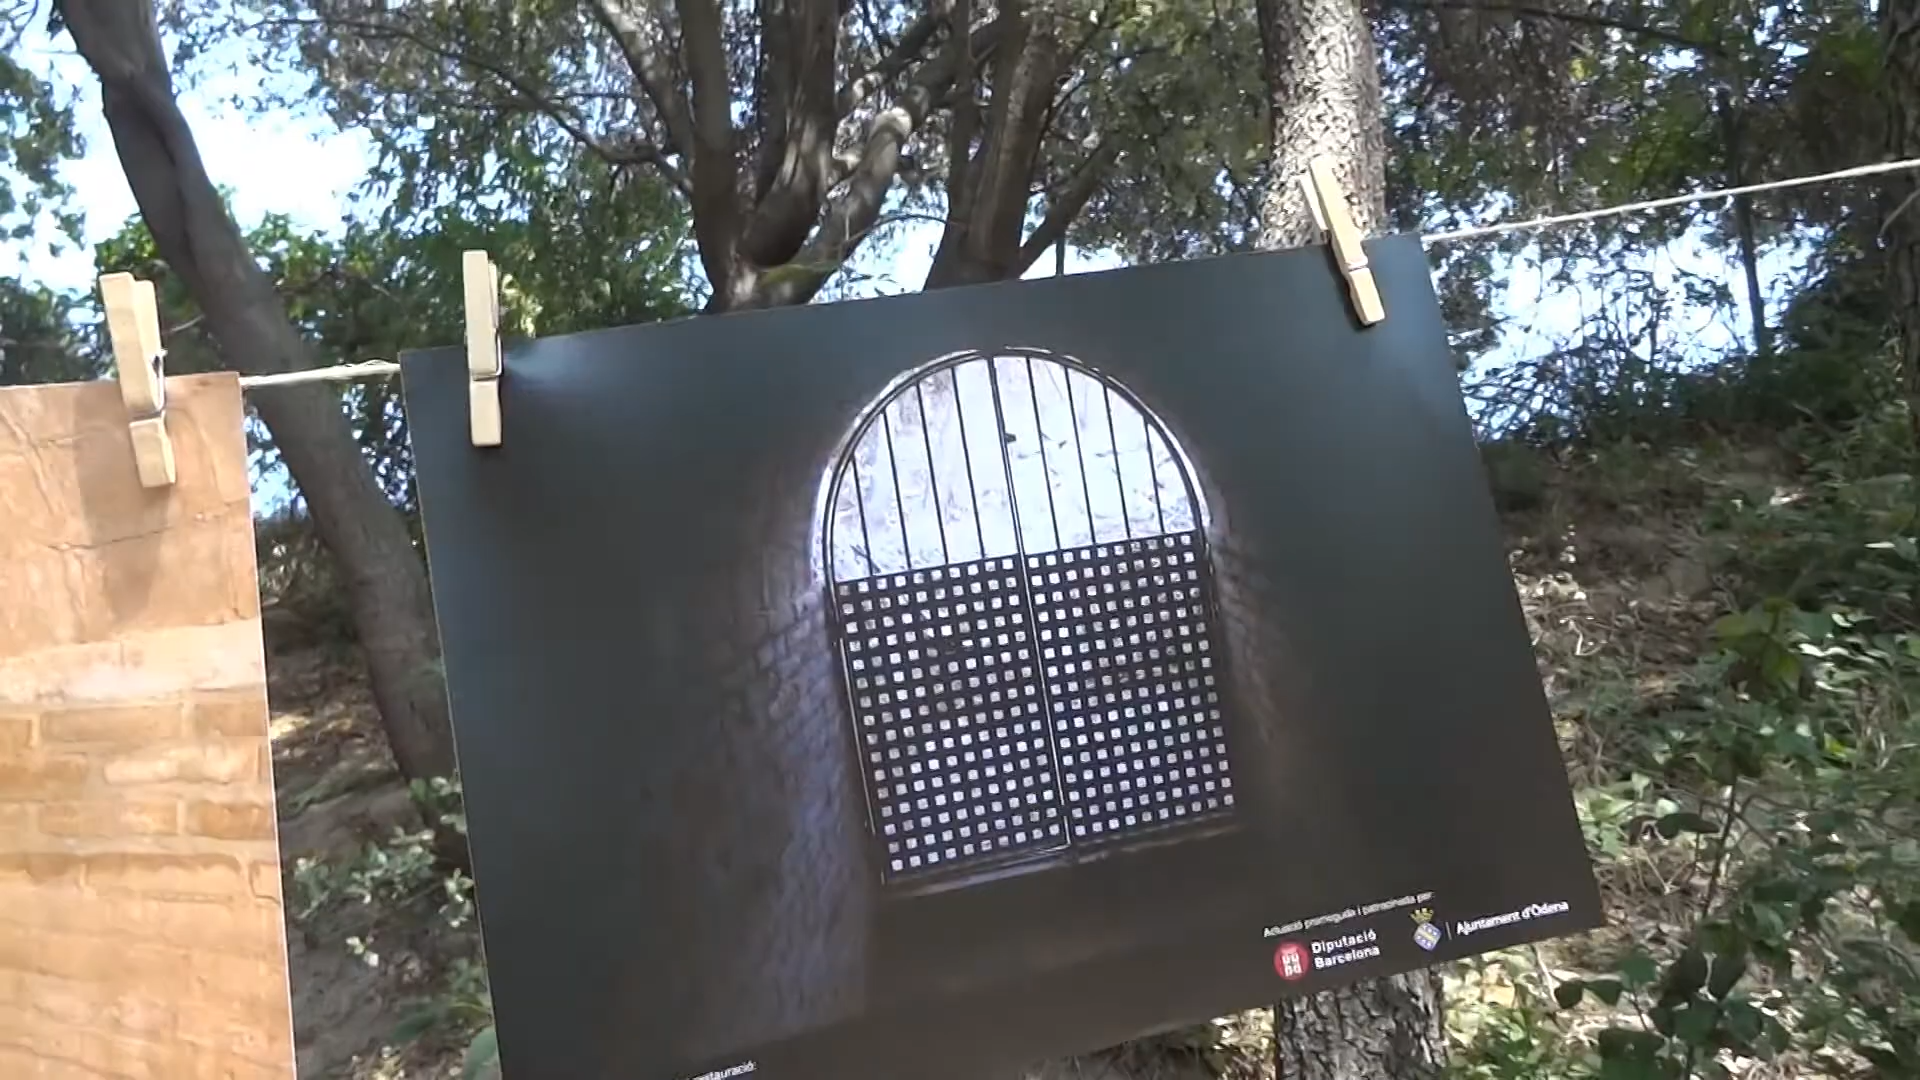 Actuació promoguda i patrocinada per:
Diputació
Barcelona
Ajuntament d'Òdena